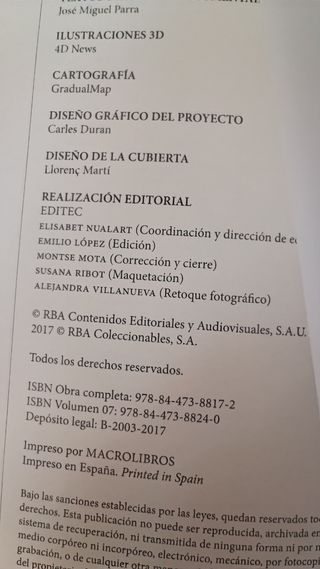 José Miguel Parra
ILUSTRACIONES 3D
4D News
CARTOGRAFÍA
GradualMap
DISEÑO GRÁFICO DEL PROYECTO
Carles Duran
DISEÑO DE LA CUBIERTA
Llorenç Martí
REALIZACIÓN EDITORIAL
EDITEC
ELISABET NUALART (Coordinación y dirección de
EMILIO LÓPEZ (Edición)
MONTSE MOTA (Corrección y cierre)
SUSANA RIBOT (Maquetación)
ALEJANDRA VILLANUEVA (Retoque fotográfico)
© RBA Contenidos Editoriales y Audiovisuales, S.A.U.
2017 © RBA Coleccionables, S.A.
Todos los derechos reservados.
ISBN Obra completa: 978-84-473-8817-2
ISBN Volumen 07: 978-84-473-8824-0
Depósito legal: B-2003-2017
Impreso por MACROLIBROS
Impreso en España. Printed in Spain
Bajo las sanciones establecidas por las leyes, quedan reservados
derechos. Esta publicación no puede ser reproducida, archivada
sistema de recuperación, ni transmitida de ninguna forma ni por
medio corpóreo ni incorpóreo, electrónico, mecánico, por
grabación, o de cualquier otra